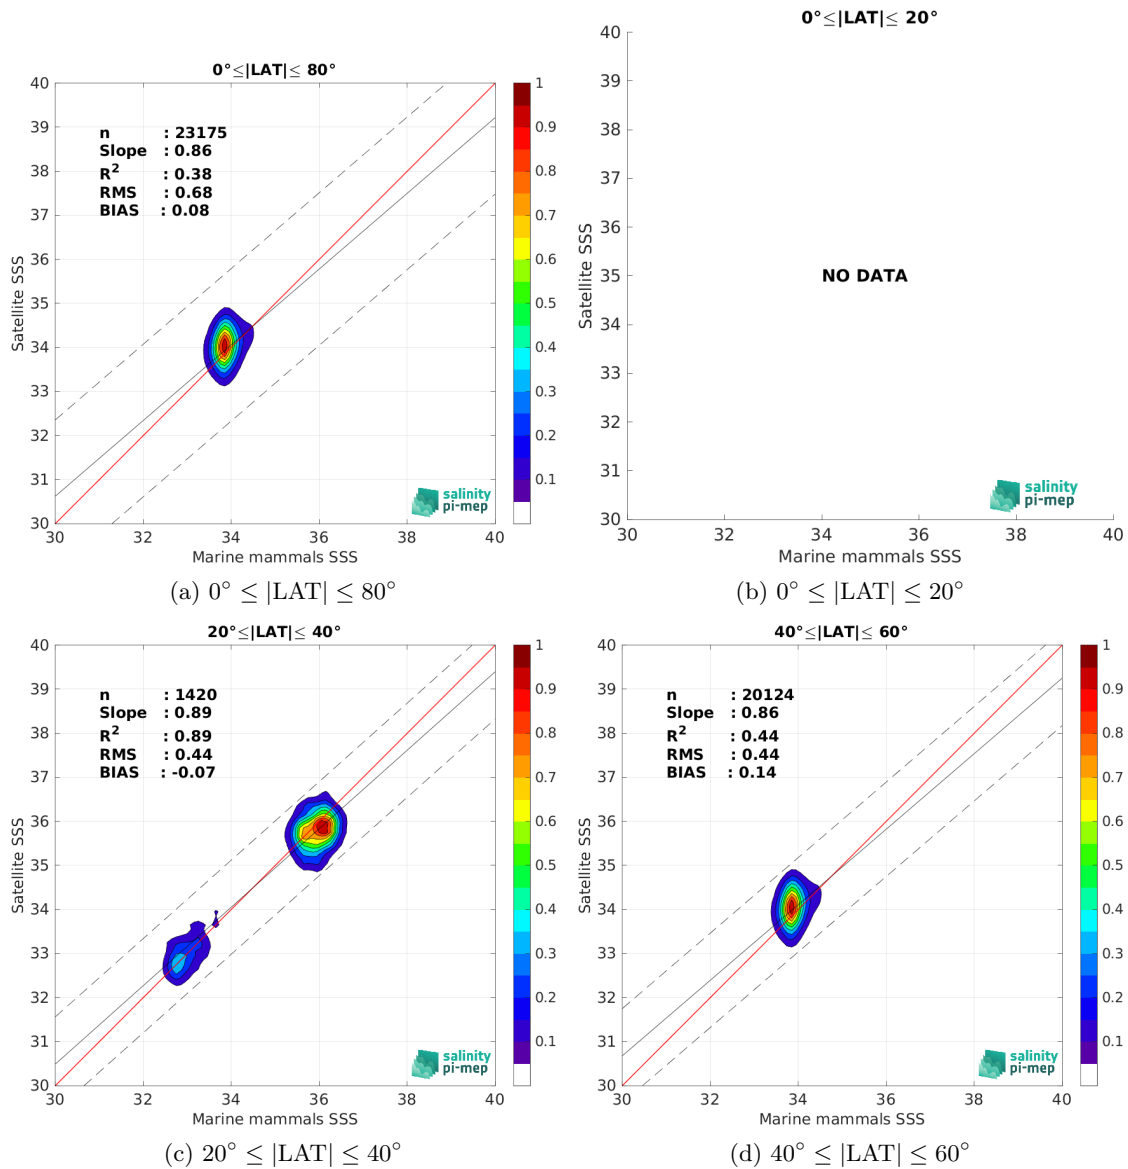 0°≤|LAT|≤ 80°
40
39
38
37
36
35
34
33
32
31
30
Satellite SSS
n : 23175
Slope : 0.86
R2 : 0.38
RMS : 0.68
BIAS : 0.08
salinity
pi-mep
30 32 34 36 38 40
Marine mammals SSS
1
0.9
0.8
0.7
0.6
0.5
0.4
0.3
0.2
0.1
(a) 0° ≤ |LAT| ≤ 80°
0°≤|LAT|≤ 20°
40
39
38
37
36
35
34
33
32
31
30
Satellite SSS
NO DATA
salinity
pi-mep
30 32 34 36 38 40
Marine mammals SSS
(b) 0° ≤ |LAT| ≤ 20°
20°≤|LAT|≤ 40°
40
39
38
37
36
35
34
33
32
31
30
Satellite SSS
n : 1420
Slope : 0.89
R2 : 0.89
RMS : 0.44
BIAS : -0.07
salinity
pi-mep
30 32 34 36 38 40
Marine mammals SSS
1
0.9
0.8
0.7
0.6
0.5
0.4
0.3
0.2
0.1
(c) 20° ≤ |LAT| ≤ 40°
40°≤|LAT|≤ 60°
40
39
38
37
36
35
34
33
32
31
30
Satellite SSS
n : 20124
Slope : 0.86
R2 : 0.44
RMS : 0.44
BIAS : 0.14
salinity
pi-mep
30 32 34 36 38 40
Marine mammals SSS
1
0.9
0.8
0.7
0.6
0.5
0.4
0.3
0.2
0.1
(d) 40° ≤ |LAT| ≤ 60°